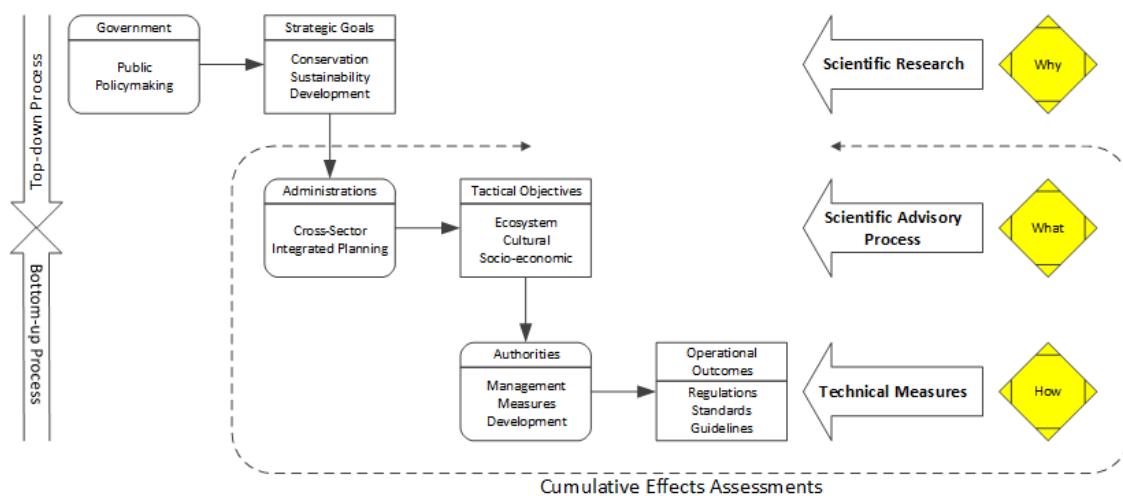 Government
Public
Policymaking
Strategic Goals
Conservation
Sustainability
Development
Scientific Research
Why
Top-down Process
Administrations
Cross-Sector
Integrated Planning
Tactical Objectives
Ecosystem
Cultural
Socio-economic
Scientific Advisory
Process
What
Bottom-up Process
Authorities
Management
Measures
Development
Operational
Outcomes
Regulations
Standards
Guidelines
Technical Measures
How
Cumulative Effects Assessments